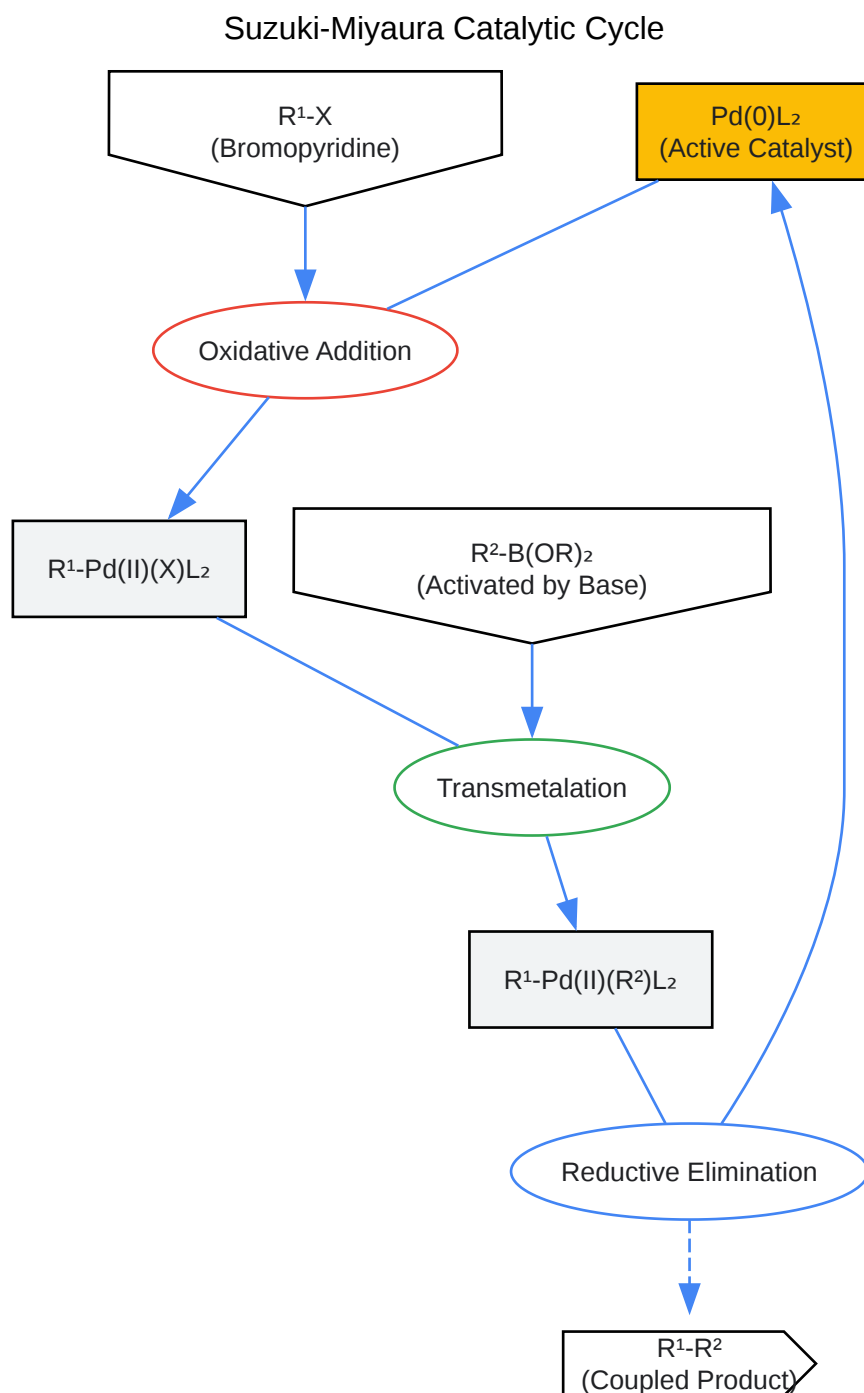 Suzuki-Miyaura Catalytic Cycle
R¹-X
(Bromopyridine)
Pd(0)L₂
(Active Catalyst)
Oxidative Addition
R¹-Pd(II)(X)L₂
R²-B(OR)₂
(Activated by Base)
Transmetalation
R¹-Pd(II)(R²)L₂
Reductive Elimination
R¹-R²
(Coupled Product)